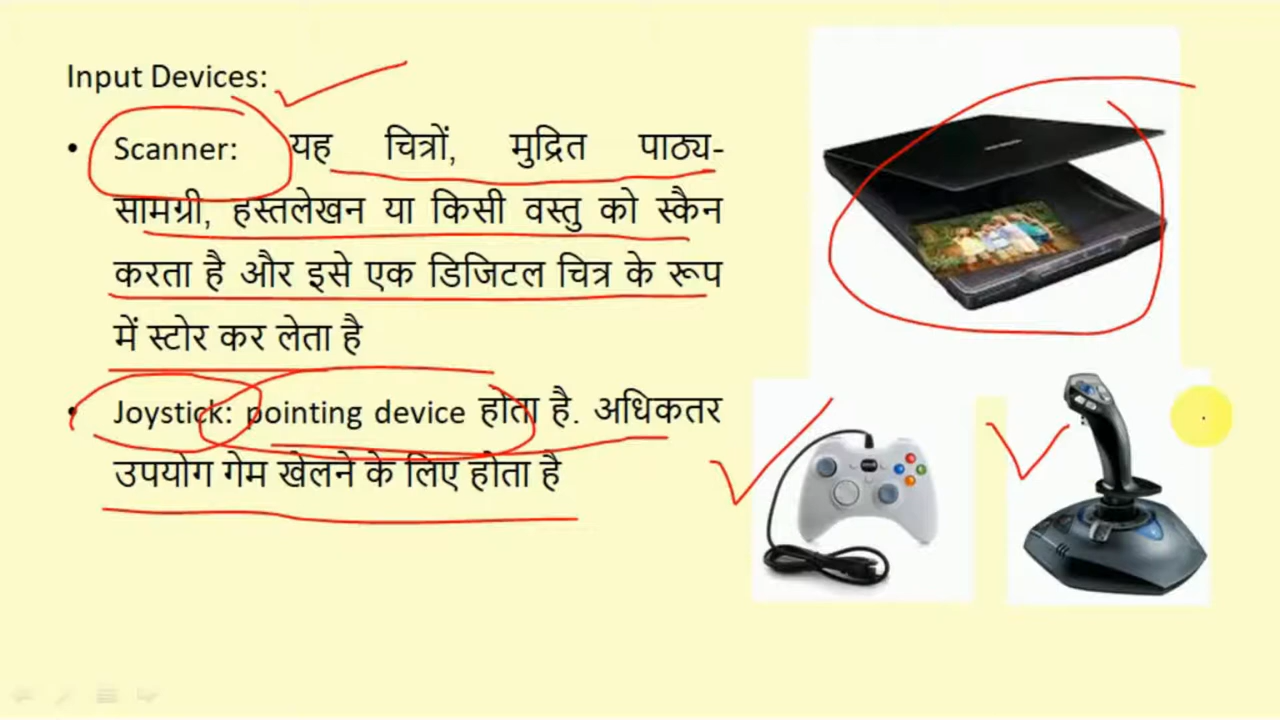 Input Devices:
• Scanner: यह चित्रों, मुद्रित पाठ्य-
सामग्री, हस्तलेखन या किसी वस्तु को स्कैन
करता है और इसे एक डिजिटल चित्र के रूप
में स्टोर कर लेता है
• Joystick: pointing device होता है. अधिकतर
उपयोग गेम खेलने के लिए होता है